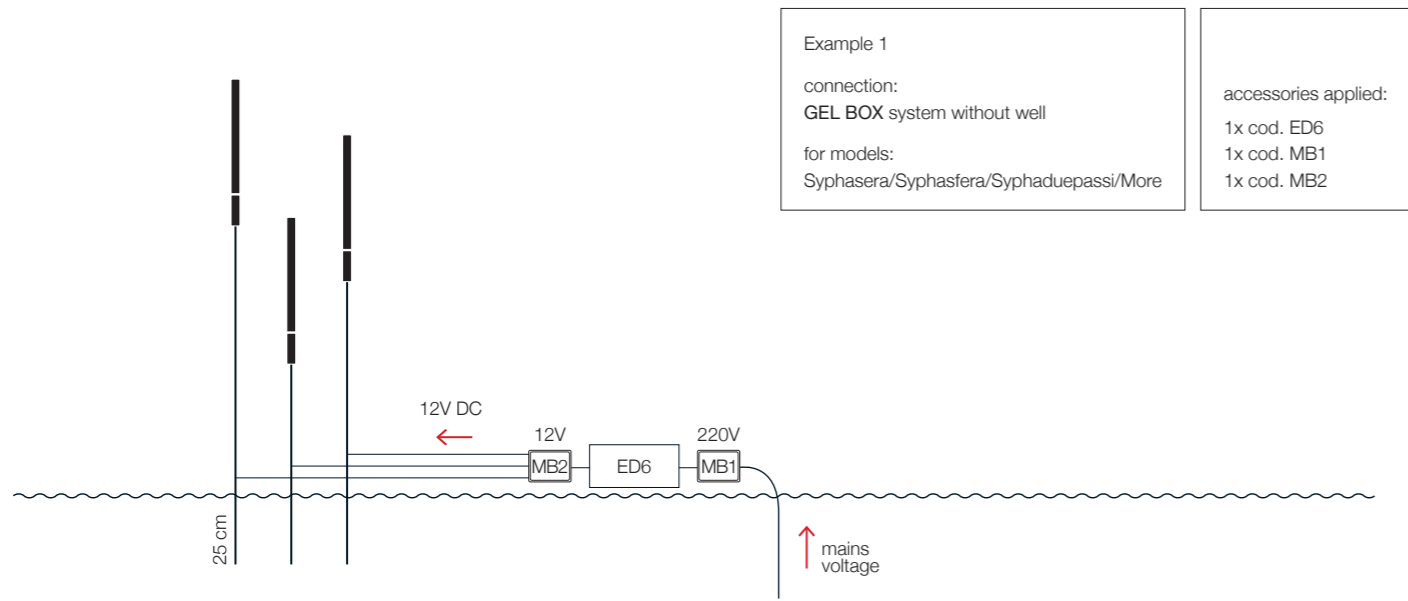 Example 1
connection:
GEL BOX system without well
for models:
Syphasera/Syphasfera/Syphaduepassi/More
accessories applied:
1x cod. ED6
1x cod. MB1
1x cod. MB2
12V DC
12V
220V
MB2
ED6
MB1
25 cm
mains
voltage